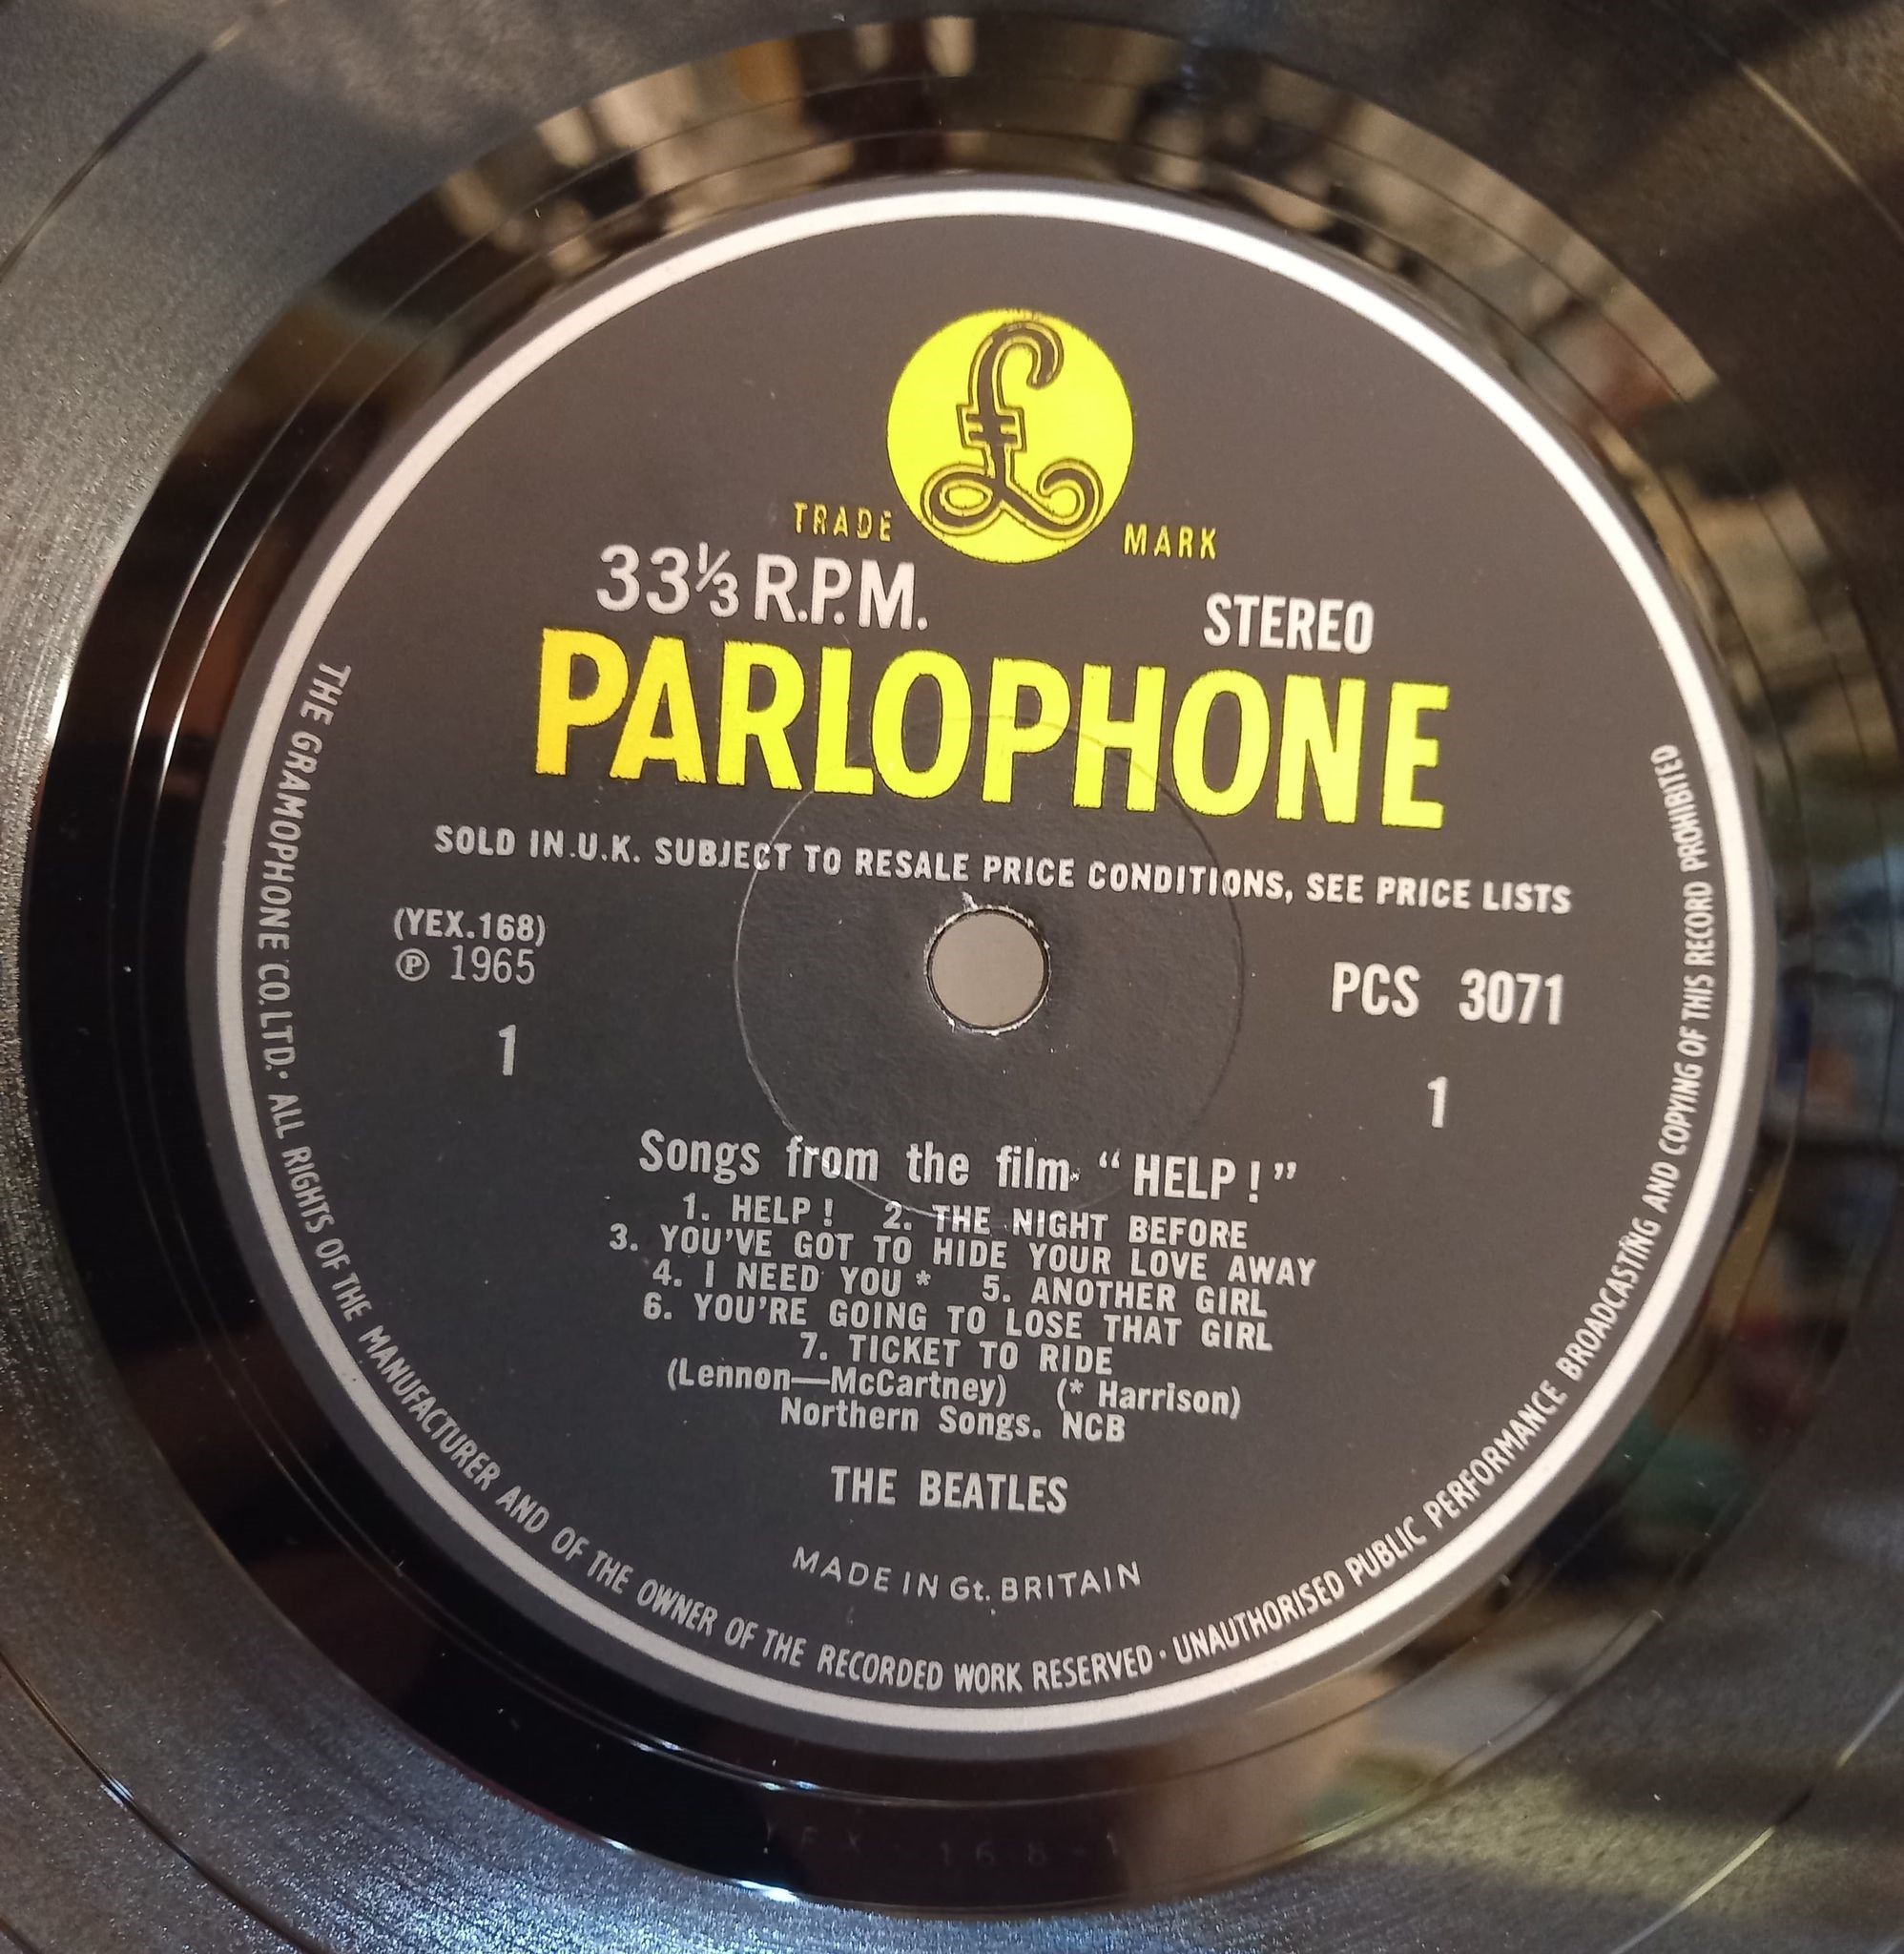 £
TRADE MARK
33⅓ R.P.M. STEREO
PARLOPHONE
SOLD IN.U.K. SUBJECT TO RESALE PRICE CONDITIONS, SEE PRICE LISTS
(YEX.168)
℗ 1965
PCS 3071
1 1
Songs from the film "HELP!"
1. HELP! 2. THE NIGHT BEFORE
3. YOU'VE GOT TO HIDE YOUR LOVE AWAY
4. I NEED YOU * 5. ANOTHER GIRL
6. YOU'RE GOING TO LOSE THAT GIRL
7. TICKET TO RIDE
(Lennon—McCartney) (* Harrison)
Northern Songs. NCB
THE BEATLES
MADE IN Gt. BRITAIN
THE GRAMOPHONE CO. LTD. · ALL RIGHTS OF THE MANUFACTURER AND OF THE OWNER OF THE RECORDED WORK RESERVED · UNAUTHORISED PUBLIC PERFORMANCE BROADCASTING AND COPYING OF THIS RECORD PROHIBITED